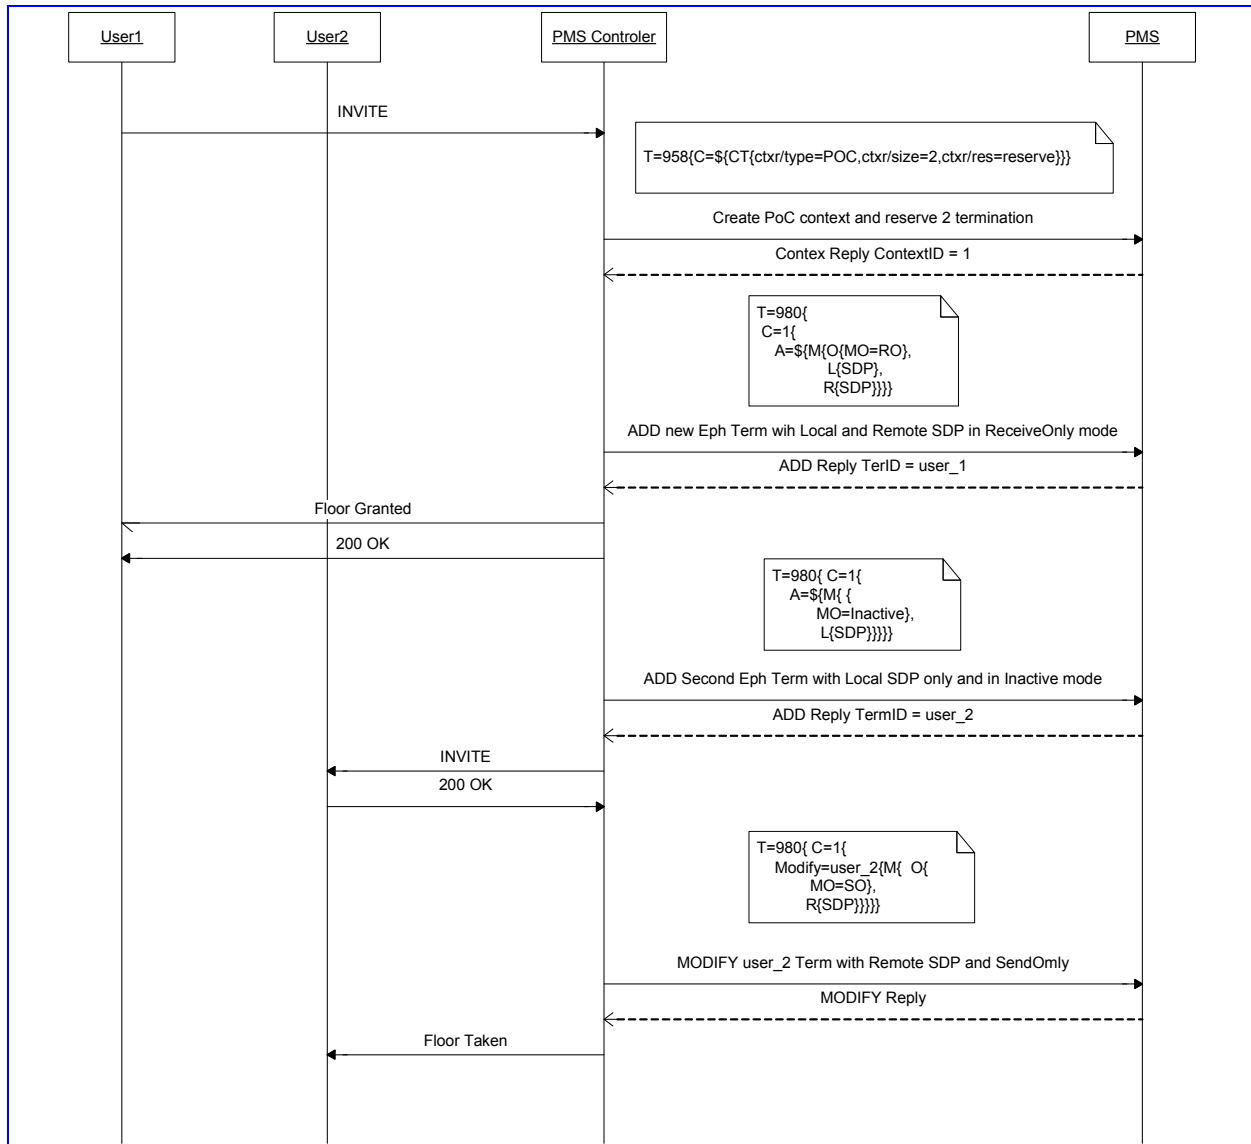 User1
User2
PMS Controler
PMS
INVITE
T=958{C=${CT{ctxr/type=POC,ctxr/size=2,ctxr/res=reserve}}}
Create PoC context and reserve 2 termination
Contex Reply ContextID = 1
T=980{
C=1{
A=${M{O{MO=RO},
L{SDP},
R{SDP}}}}
ADD new Eph Term wih Local and Remote SDP in ReceiveOnly mode
ADD Reply TerID = user_1
Floor Granted
200 OK
T=980{ C=1{
A=${M{ {
MO=Inactive},
L{SDP}}}}}
ADD Second Eph Term with Local SDP only and in Inactive mode
ADD Reply TermID = user_2
INVITE
200 OK
T=980{ C=1{
Modify=user_2{M{ O{
MO=SO},
R{SDP}}}}}
MODIFY user_2 Term with Remote SDP and SendOmly
MODIFY Reply
Floor Taken